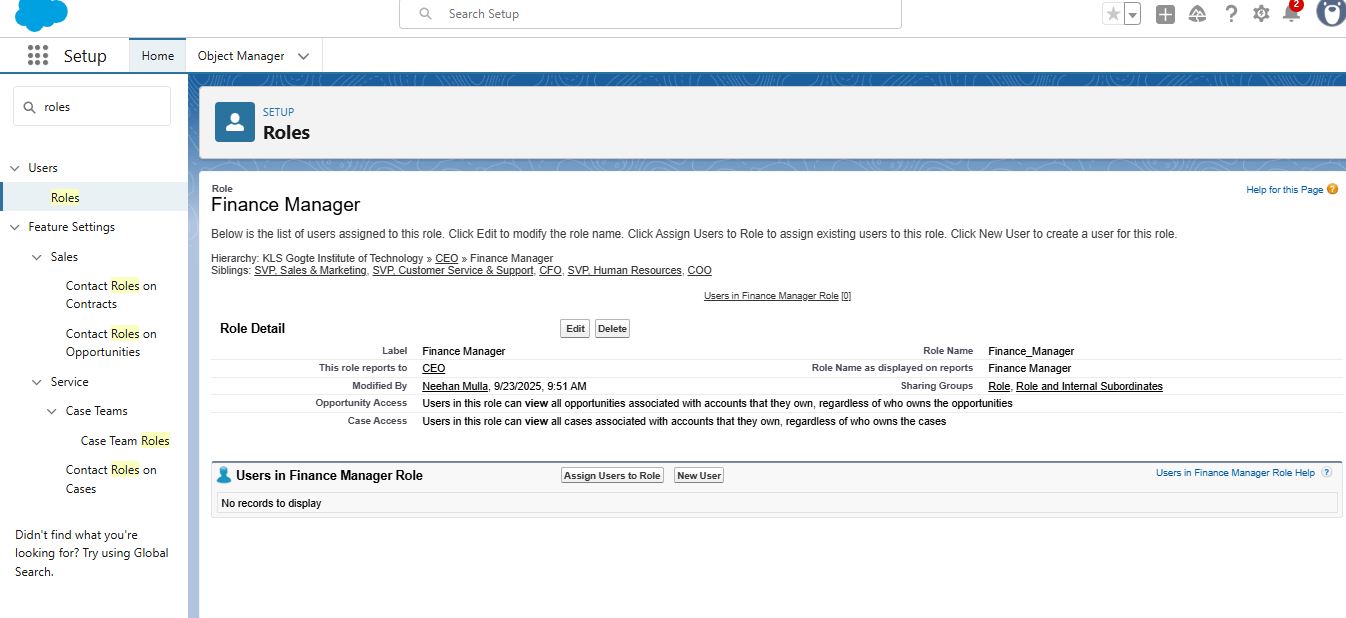 Search Setup
2
Setup
Home
Object Manager
roles
Users
Roles
Feature Settings
Sales
Contact Roles on
Contracts
Contact Roles on
Opportunities
Service
Case Teams
Case Team Roles
Contact Roles on
Cases
Didn't find what you're
looking for? Try using Global
Search.
SETUP
Roles
Role
Finance Manager
Help for this Page ?
Below is the list of users assigned to this role. Click Edit to modify the role name. Click Assign Users to Role to assign existing users to this role. Click New User to create a user for this role.
Hierarchy: KLS Gogte Institute of Technology » CEO » Finance Manager
Siblings: SVP, Sales & Marketing, SVP, Customer Service & Support, CFO, SVP, Human Resources, COO
Users in Finance Manager Role [0]
Role Detail Edit Delete
Label Finance Manager Role Name Finance_Manager
This role reports to CEO Role Name as displayed on reports Finance Manager
Modified By Neehan Mulla, 9/23/2025, 9:51 AM Sharing Groups Role, Role and Internal Subordinates
Opportunity Access Users in this role can view all opportunities associated with accounts that they own, regardless of who owns the opportunities
Case Access Users in this role can view all cases associated with accounts that they own, regardless of who owns the cases
Users in Finance Manager Role Assign Users to Role New User Users in Finance Manager Role Help ?
No records to display